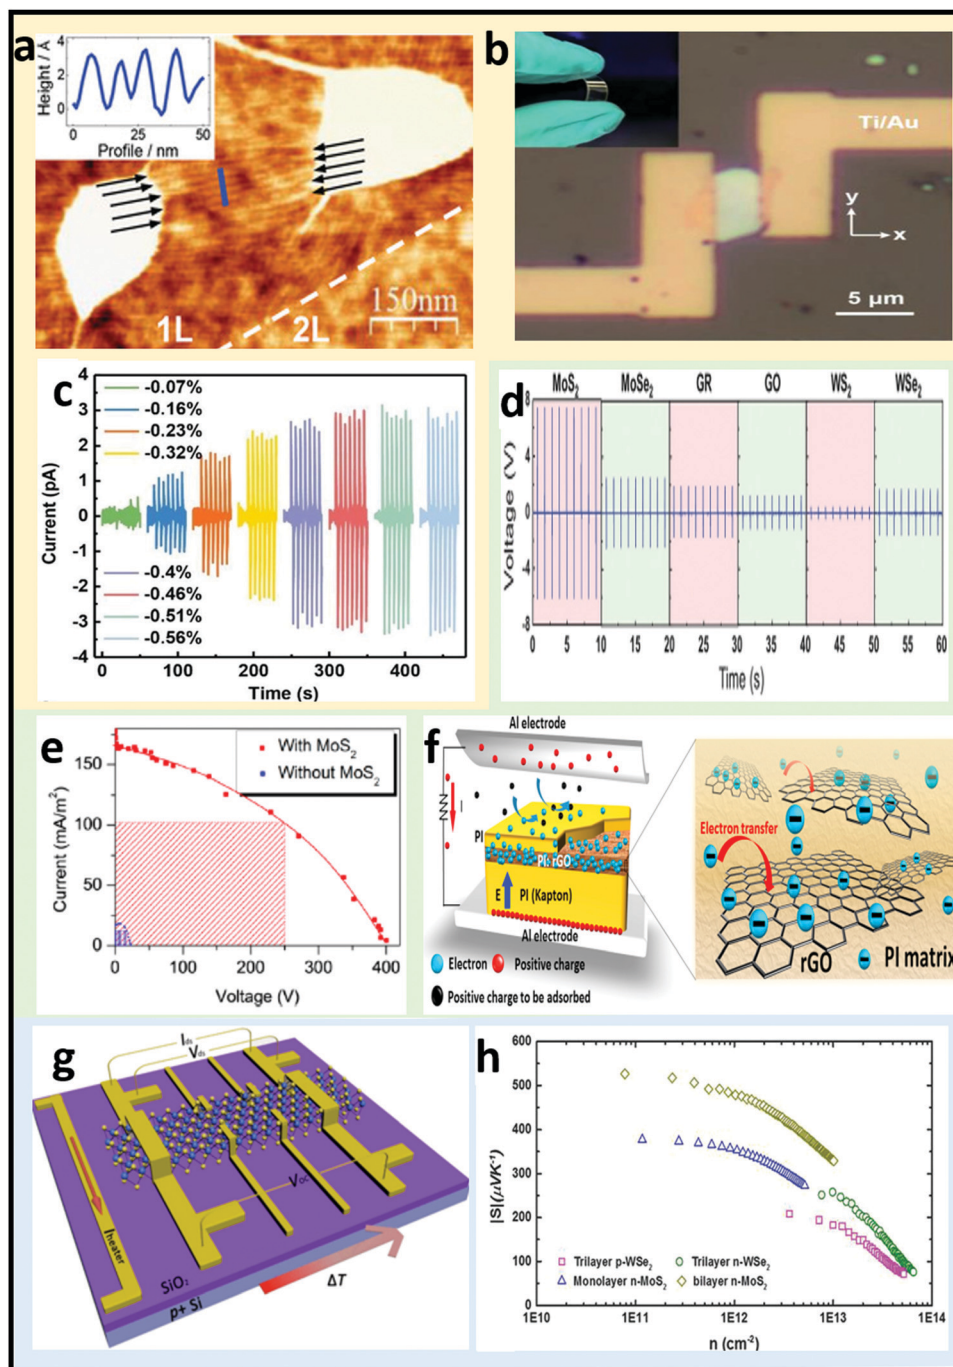 a
Height / Å
4
2
0
0
25
50
Profile / nm
1L
2L
150nm
b
Ti/Au
y
x
5 µm
c
Current (pA)
4
3
2
1
0
1
-2
-3
-4
-0.07%
-0.16%
-0.23%
-0.32%
-0.4%
-0.46%
-0.51%
-0.56%
0 100 200 300 400
Time (s)
d
MoS₂ MoSe₂ GR GO WS₂ WSe₂
Voltage (V)
8
4
0
-4
-8
0 5 10 15 20 25 30 35 40 45 50 55 60
Time (s)
e
With MoS₂
Without MoS₂
Current (mA/m²)
150
100
50
0
0 100 200 300 400
Voltage (V)
f
Al electrode
I
PI
PI: rGO
E
PI (Kapton)
Al electrode
Electron
Positive charge
Positive charge to be adsorbed
Electron transfer
rGO
PI matrix
g
Ids
Vds
Voc
Iheater
SiO₂
p+ Si
ΔT
h
|S|(µVK⁻¹)
600
500
400
300
200
100
0
Trilayer p-WSe₂
Trilayer n-WSe₂
Monolayer n-MoS₂
bilayer n-MoS₂
1E10 1E11 1E12 1E13 1E14
n (cm⁻²)